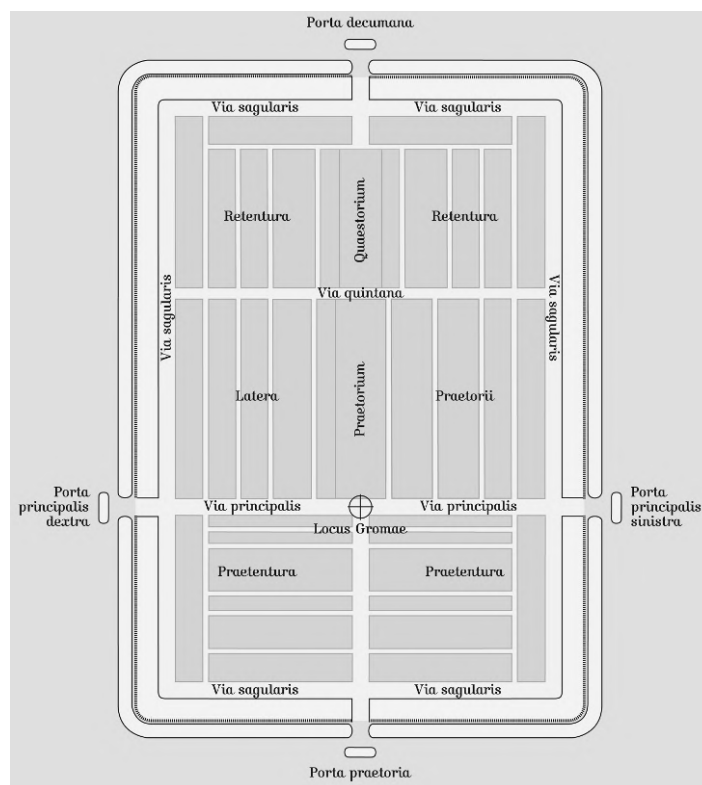 Porta decumana
Via sagularis
Via sagularis
Retentura
Quaestorium
Retentura
Via sagularis
Via quintana
Via sagularis
Latera
Praetorium
Praetorii
Porta
principalis
dextra
Via principalis
Via principalis
Porta
principalis
sinistra
Locus Gromae
Praetentura
Praetentura
Via sagularis
Via sagularis
Porta praetoria